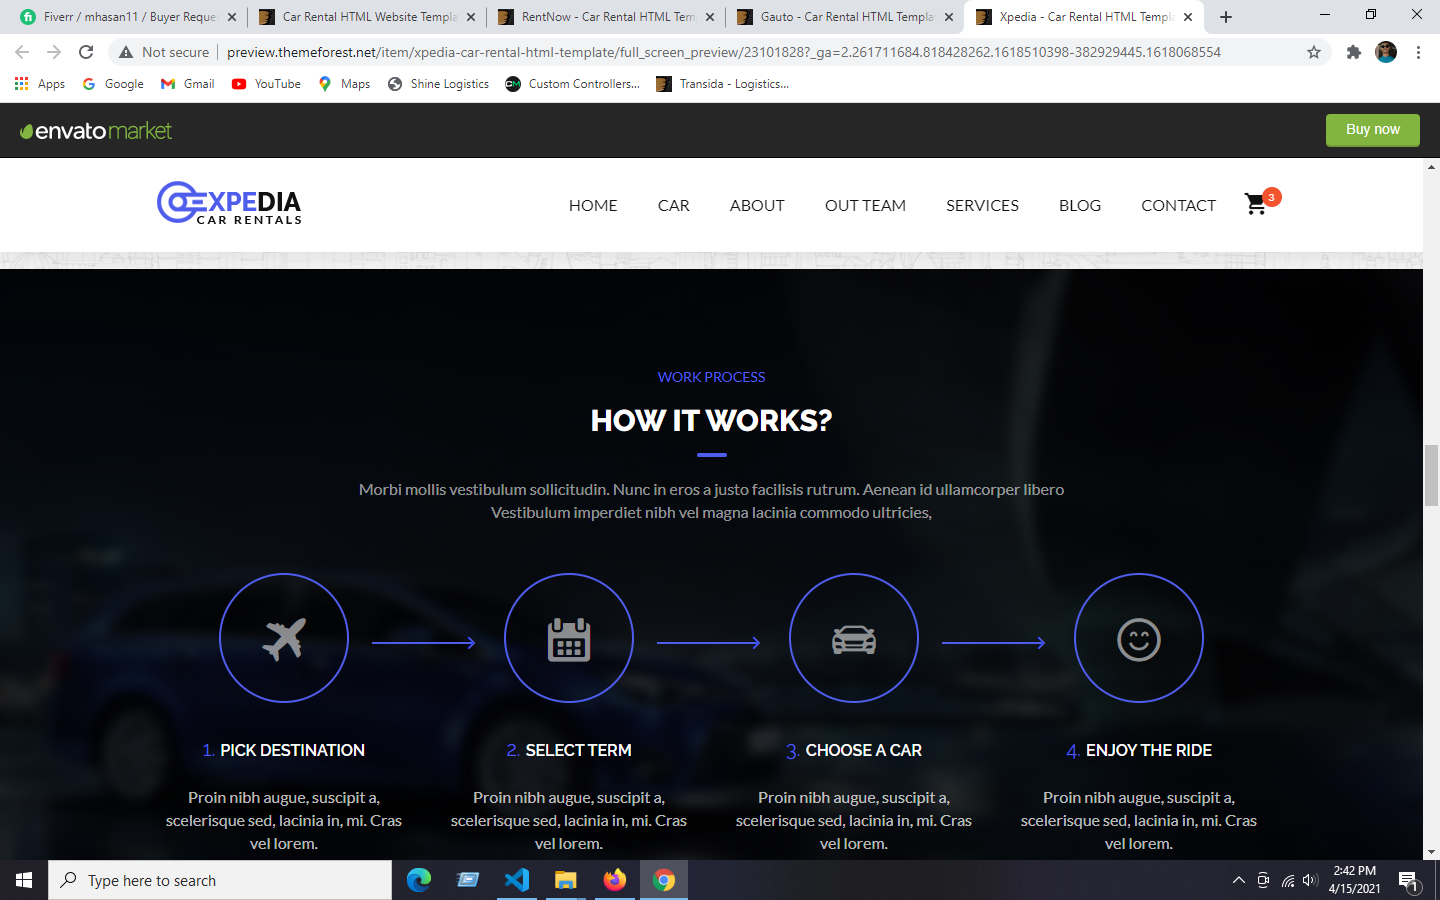 Fiverr / mhasan11 / Buyer Reque
Car Rental HTML Website Templa
RentNow - Car Rental HTML Tem
Gauto - Car Rental HTML Templa
Xpedia - Car Rental HTML Templa
Not secure
preview.themeforest.net/item/xpedia-car-rental-html-template/full_screen_preview/23101828?_ga=2.261711684.818428262.1618510398-382929445.1618068554
Apps
Google
Gmail
YouTube
Maps
Shine Logistics
Custom Controllers...
Transida - Logistics...
envato market
Buy now
EXPEDIA
CAR RENTALS
HOME
CAR
ABOUT
OUT TEAM
SERVICES
BLOG
CONTACT
3
WORK PROCESS
HOW IT WORKS?
Morbi mollis vestibulum sollicitudin. Nunc in eros a justo facilisis rutrum. Aenean id ullamcorper libero
Vestibulum imperdiet nibh vel magna lacinia commodo ultricies,
1. PICK DESTINATION
Proin nibh augue, suscipit a,
scelerisque sed, lacinia in, mi. Cras
vel lorem.
2. SELECT TERM
Proin nibh augue, suscipit a,
scelerisque sed, lacinia in, mi. Cras
vel lorem.
3. CHOOSE A CAR
Proin nibh augue, suscipit a,
scelerisque sed, lacinia in, mi. Cras
vel lorem.
4. ENJOY THE RIDE
Proin nibh augue, suscipit a,
scelerisque sed, lacinia in, mi. Cras
vel lorem.
Type here to search
2:42 PM
4/15/2021
1